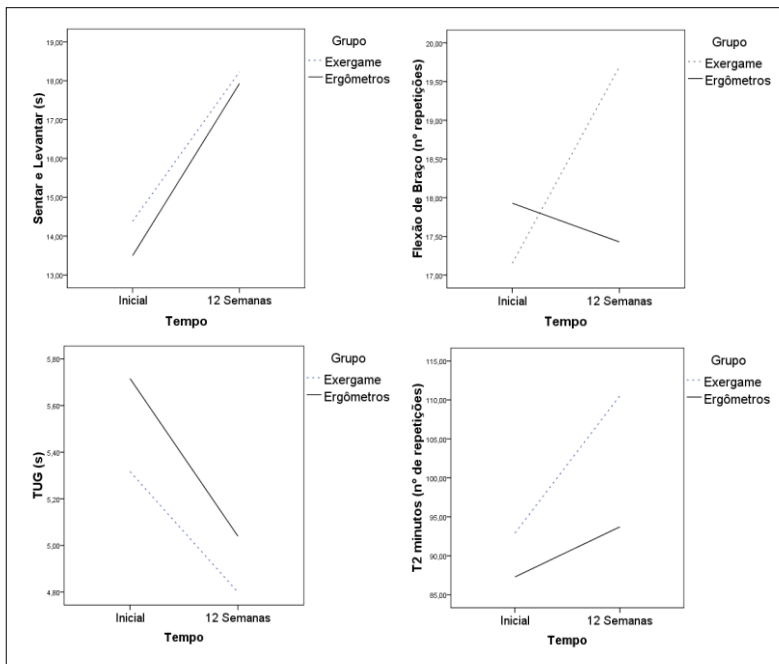 Sentar e Levantar (s)
19,00
18,00
17,00
16,00
15,00
14,00
13,00
Inicial
12 Semanas
Tempo
Grupo
Exergame
Ergômetros
Flexão de Braço (nº repetições)
20,00
19,50
19,00
18,50
18,00
17,50
17,00
Inicial
12 Semanas
Tempo
Grupo
Exergame
Ergômetros
TUG (s)
5,80
5,60
5,40
5,20
5,00
4,80
Inicial
12 Semanas
Tempo
Grupo
Exergame
Ergômetros
T2 minutos (nº de repetições)
115,00
110,00
105,00
100,00
95,00
90,00
85,00
Inicial
12 Semanas
Tempo
Grupo
Exergame
Ergômetros